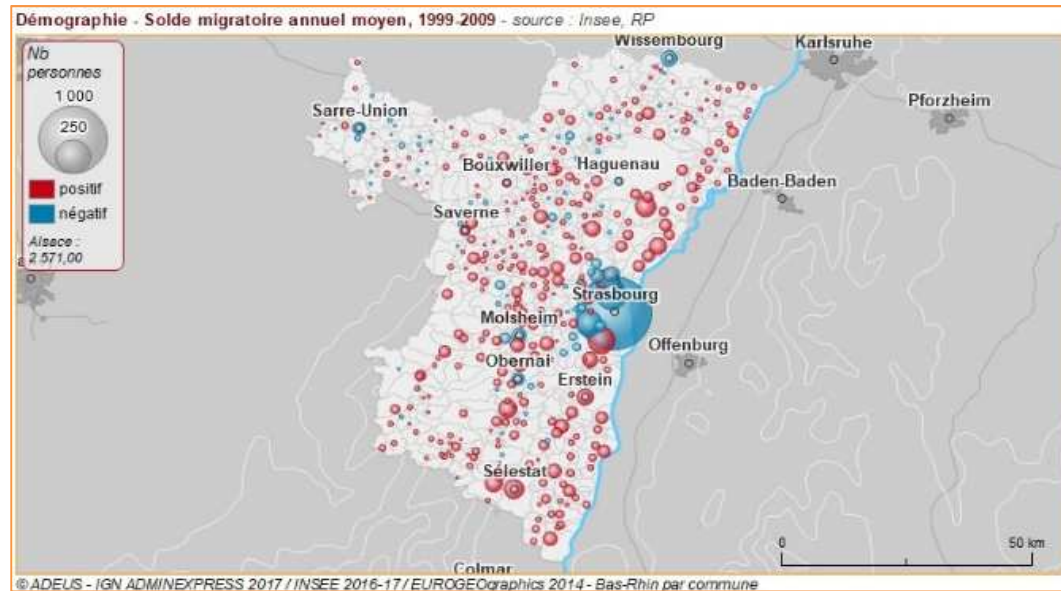 Démographie - Solde migratoire annuel moyen, 1999-2009 - source : Insee, RP
Nb
personnes
1 000
250
positif
négatif
Alsace :
2 571,00
Wissembourg
Karlsruhe
Pforzheim
Sarre-Union
Bouxwiller
Haguenau
Baden-Baden
Saverne
Strasbourg
Molsheim
Offenburg
Obernai
Erstein
Sélestat
Colmar
0
50 km
© ADEUS - IGN ADMINEXPRESS 2017 / INSEE 2016-17 / EUROGEOgraphics 2014 - Bas-Rhin par commune